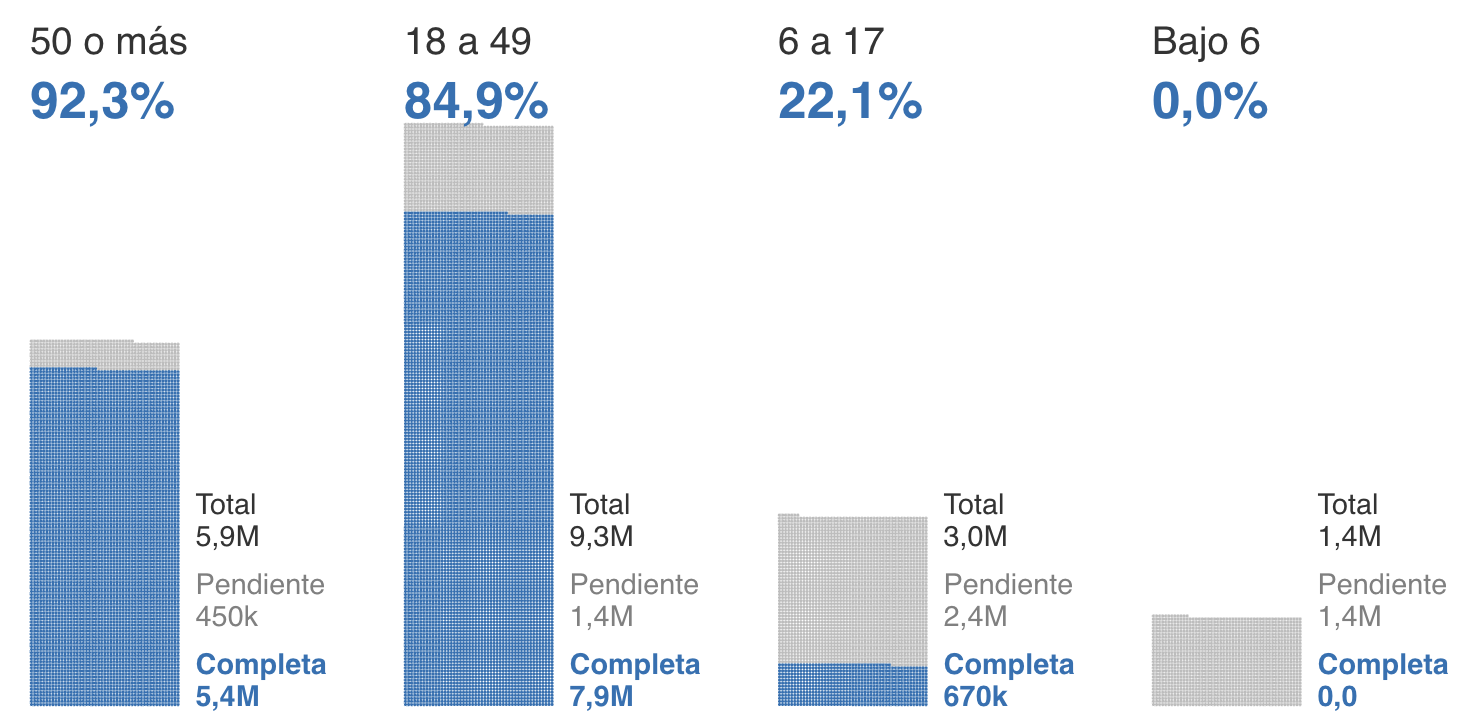 50 o más
92,3%
Total
5,9M
Pendiente
450k
Completa
5,4M
18 a 49
84,9%
Total
9,3M
Pendiente
1,4M
Completa
7,9M
6 a 17
22,1%
Total
3,0M
Pendiente
2,4M
Completa
670k
Bajo 6
0,0%
Total
1,4M
Pendiente
1,4M
Completa
0,0